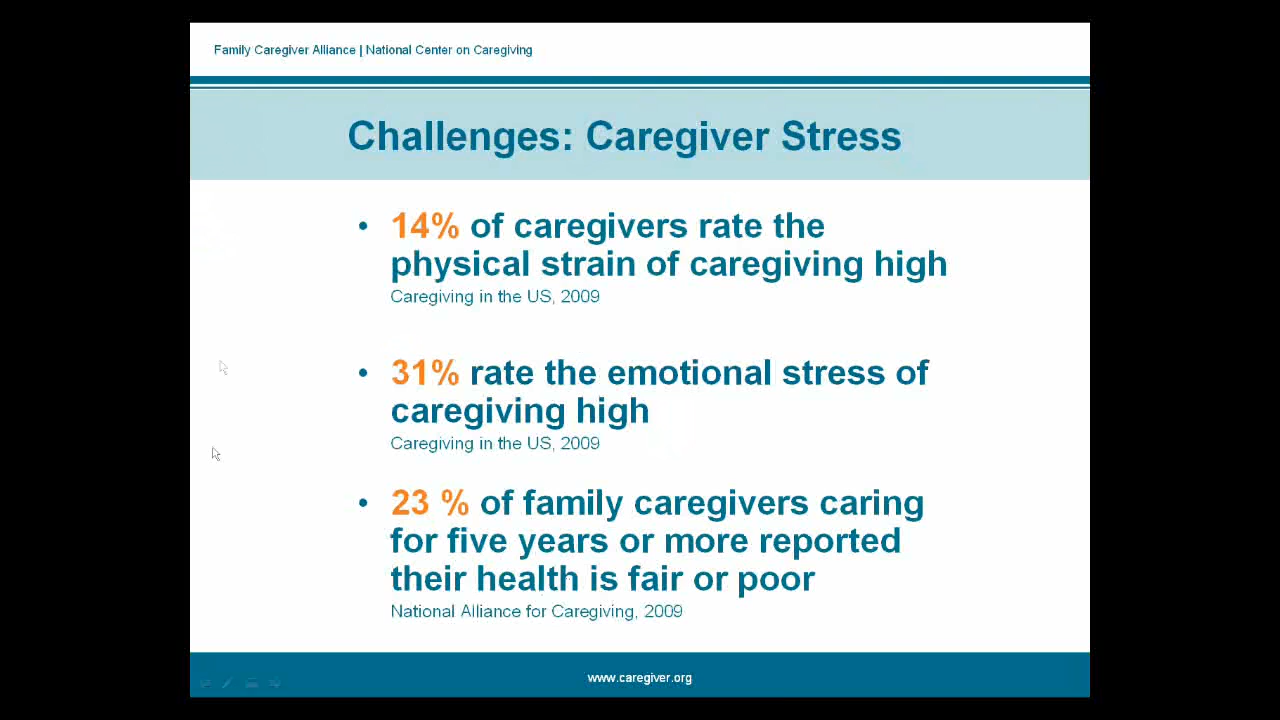 Family Caregiver Alliance | National Center on Caregiving
Challenges: Caregiver Stress
• 14% of caregivers rate the
physical strain of caregiving high
Caregiving in the US, 2009
• 31% rate the emotional stress of
caregiving high
Caregiving in the US, 2009
• 23 % of family caregivers caring
for five years or more reported
their health is fair or poor
National Alliance for Caregiving, 2009
www.caregiver.org